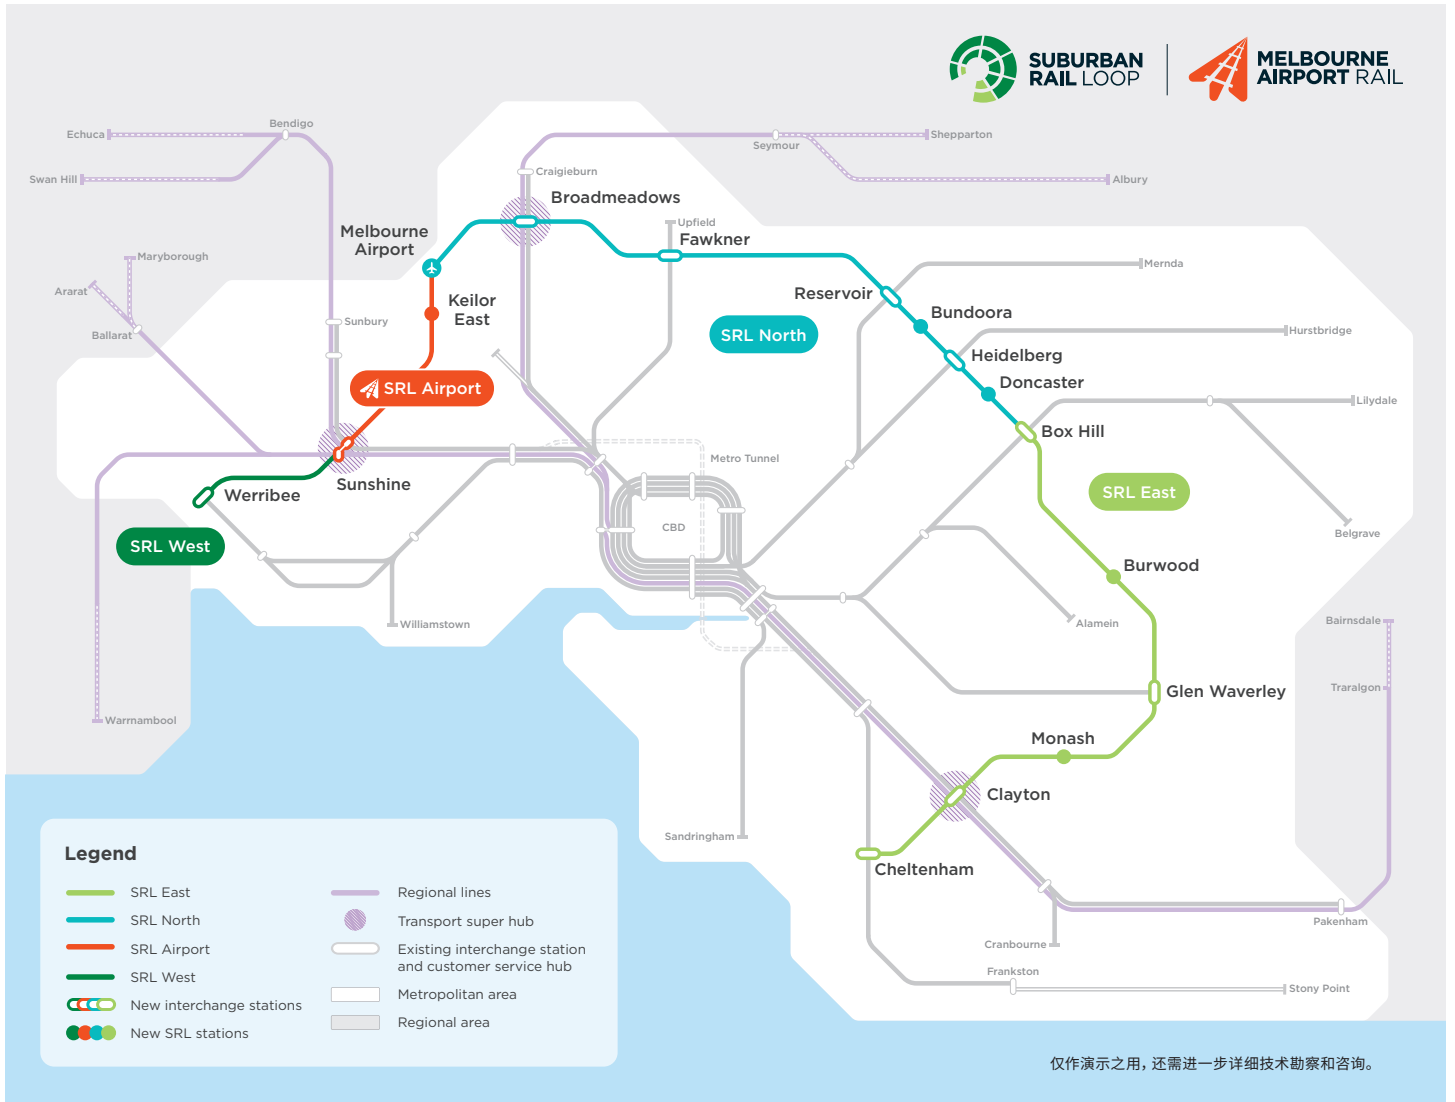 SUBURBAN
RAIL LOOP
MELBOURNE
AIRPORT RAIL
Echuca
Bendigo
Swan Hill
Seymour
Shepparton
Albury
Craigieburn
Broadmeadows
Upfield
Fawkner
Melbourne
Airport
Maryborough
Ararat
Ballarat
Sunbury
Keilor
East
Mernda
Reservoir
Bundoora
SRL North
Hurstbridge
Heidelberg
Doncaster
SRL Airport
Lilydale
Box Hill
Metro Tunnel
Sunshine
Werribee
SRL East
CBD
Belgrave
SRL West
Burwood
Williamstown
Alamein
Bairnsdale
Traralgon
Glen Waverley
Warrnambool
Monash
Clayton
Sandringham
Cheltenham
Pakenham
Cranbourne
Frankston
Stony Point
Legend
SRL East
SRL North
SRL Airport
SRL West
New interchange stations
New SRL stations
Regional lines
Transport super hub
Existing interchange station
and customer service hub
Metropolitan area
Regional area
仅作演示之用，还需进一步详细技术勘察和咨询。